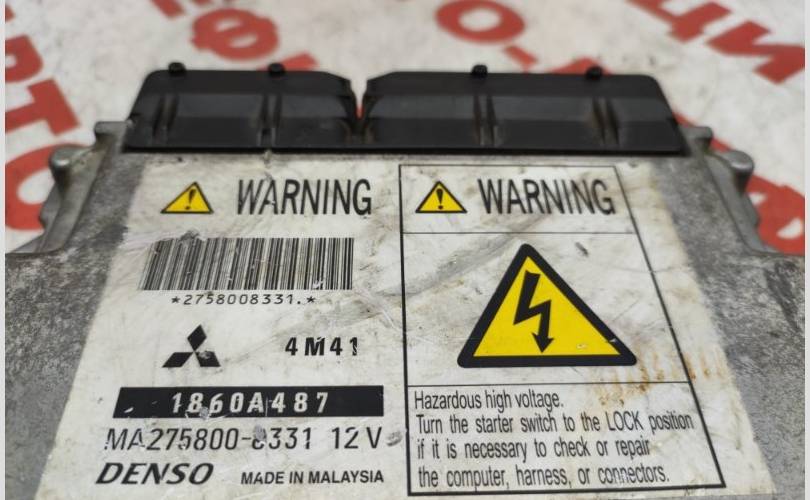 WARNING
*2758008331.*
4M41
1860A487
MA275800-8331 12V
DENSO MADE IN MALAYSIA
WARNING
Hazardous high voltage.
Turn the starter switch to the LOCK position
if it is necessary to check or repair
the computer, harness, or connectors.